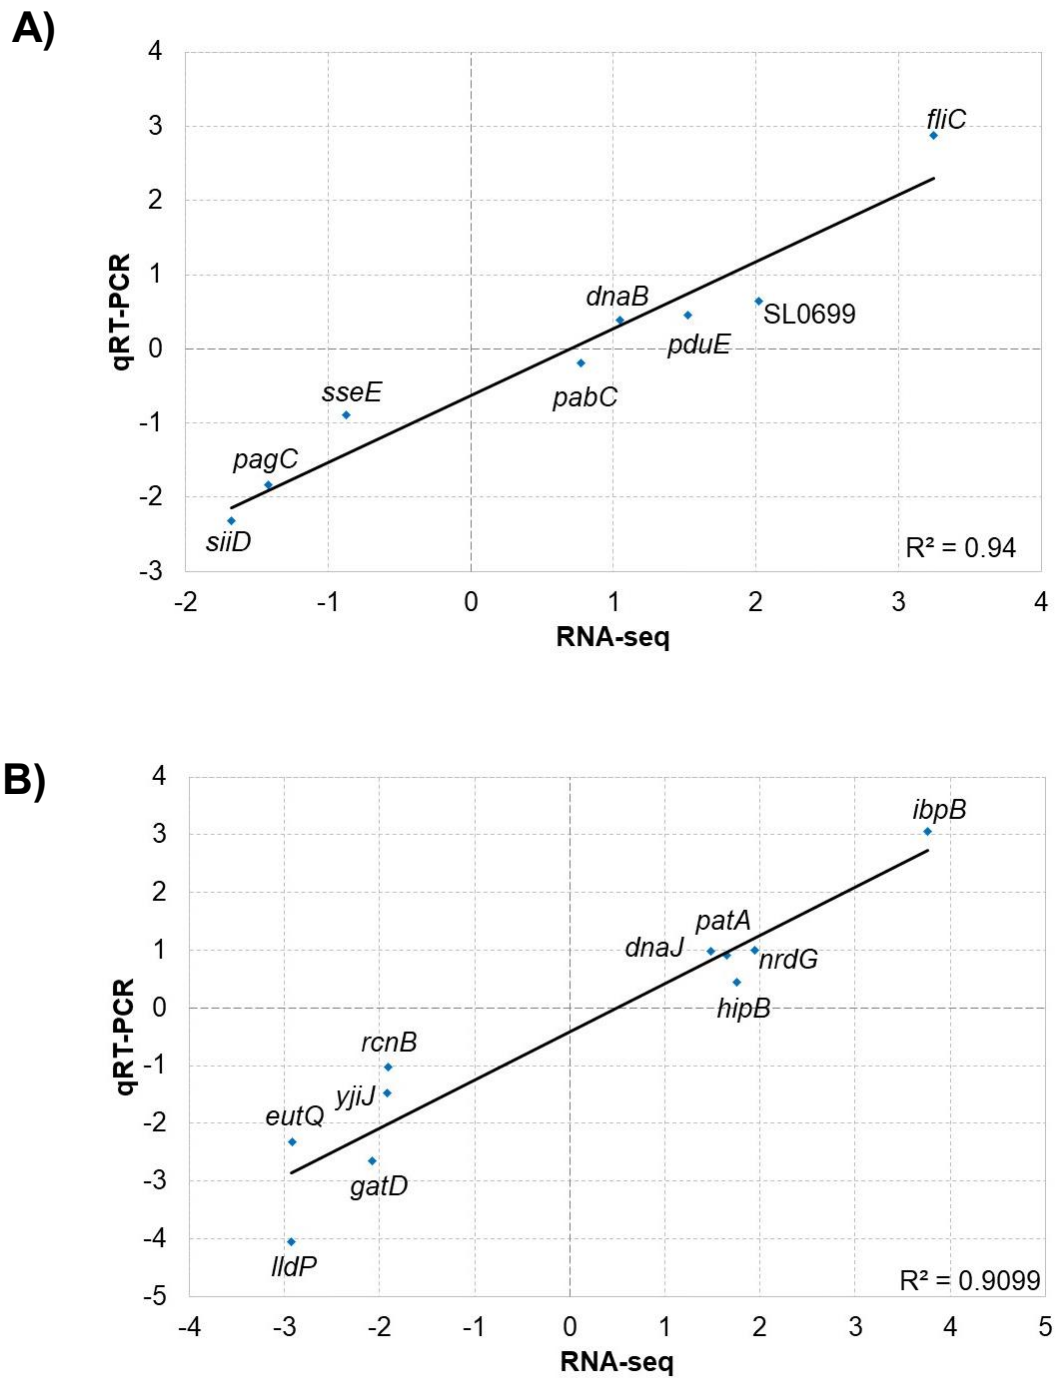 A)
4
3
2
1
0
-1
-2
-3
qRT-PCR
fliC
dnaB
SL0699
pduE
pabC
sseE
pagC
siiD
R² = 0.94
-2 -1 0 1 2 3 4
RNA-seq
B)
4
3
2
1
0
-1
-2
-3
-4
-5
qRT-PCR
ibpB
patA
dnaJ
nrdG
hipB
rcnB
yjiJ
eutQ
gatD
lldP
R² = 0.9099
-4 -3 -2 -1 0 1 2 3 4 5
RNA-seq